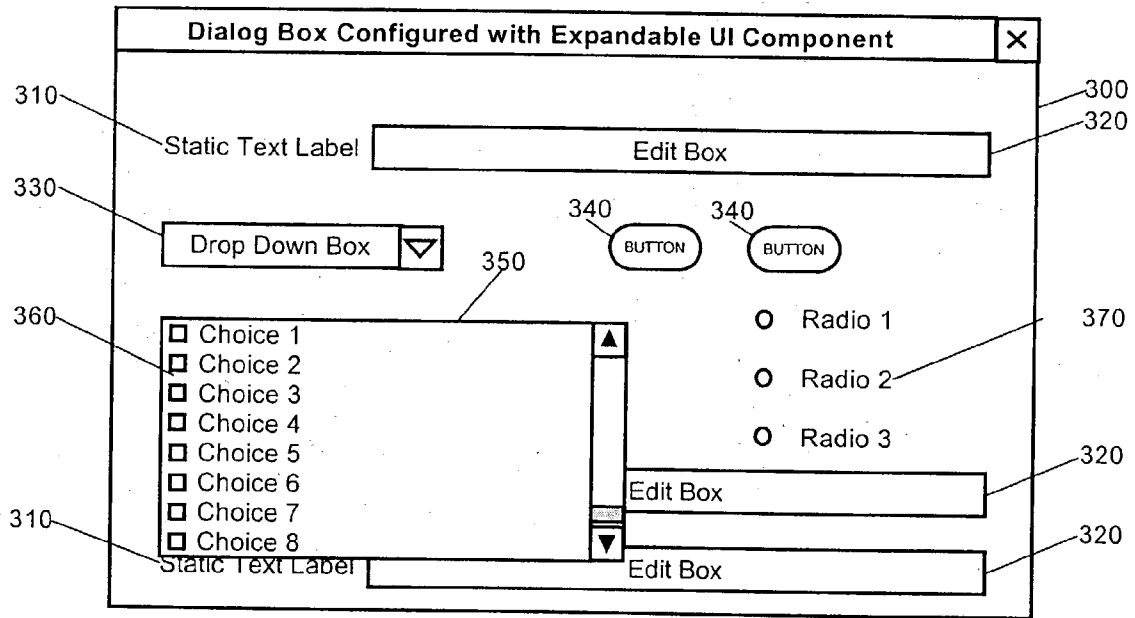 Dialog Box Configured with Expandable UI Component
310
300
320
Static Text Label
Edit Box
330
340
340
Drop Down Box
BUTTON
BUTTON
350
360
Choice 1
Choice 2
Choice 3
Choice 4
Choice 5
Choice 6
Choice 7
Choice 8
Radio 1
370
Radio 2
Radio 3
320
Edit Box
310
320
Static Text Label
Edit Box